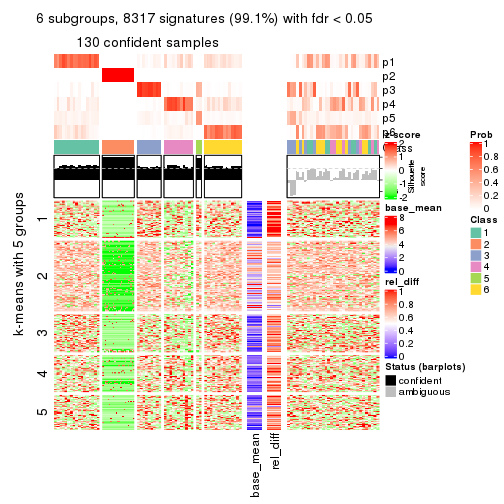 6 subgroups, 8317 signatures (99.1%) with fdr < 0.05
130 confident samples
p1
p2
p3
p4
p5
p6
Class
z-score
2
1
0
-1
-2
Silhouette
score
base_mean
8
6
4
2
0
rel_diff
1
0.8
0.6
0.4
0.2
0
Status (barplots)
confident
ambiguous
Prob
1
0.8
0.6
0.4
0.2
0
Class
1
2
3
4
5
6
k-means with 5 groups
1
2
3
4
5
base_mean
rel_diff